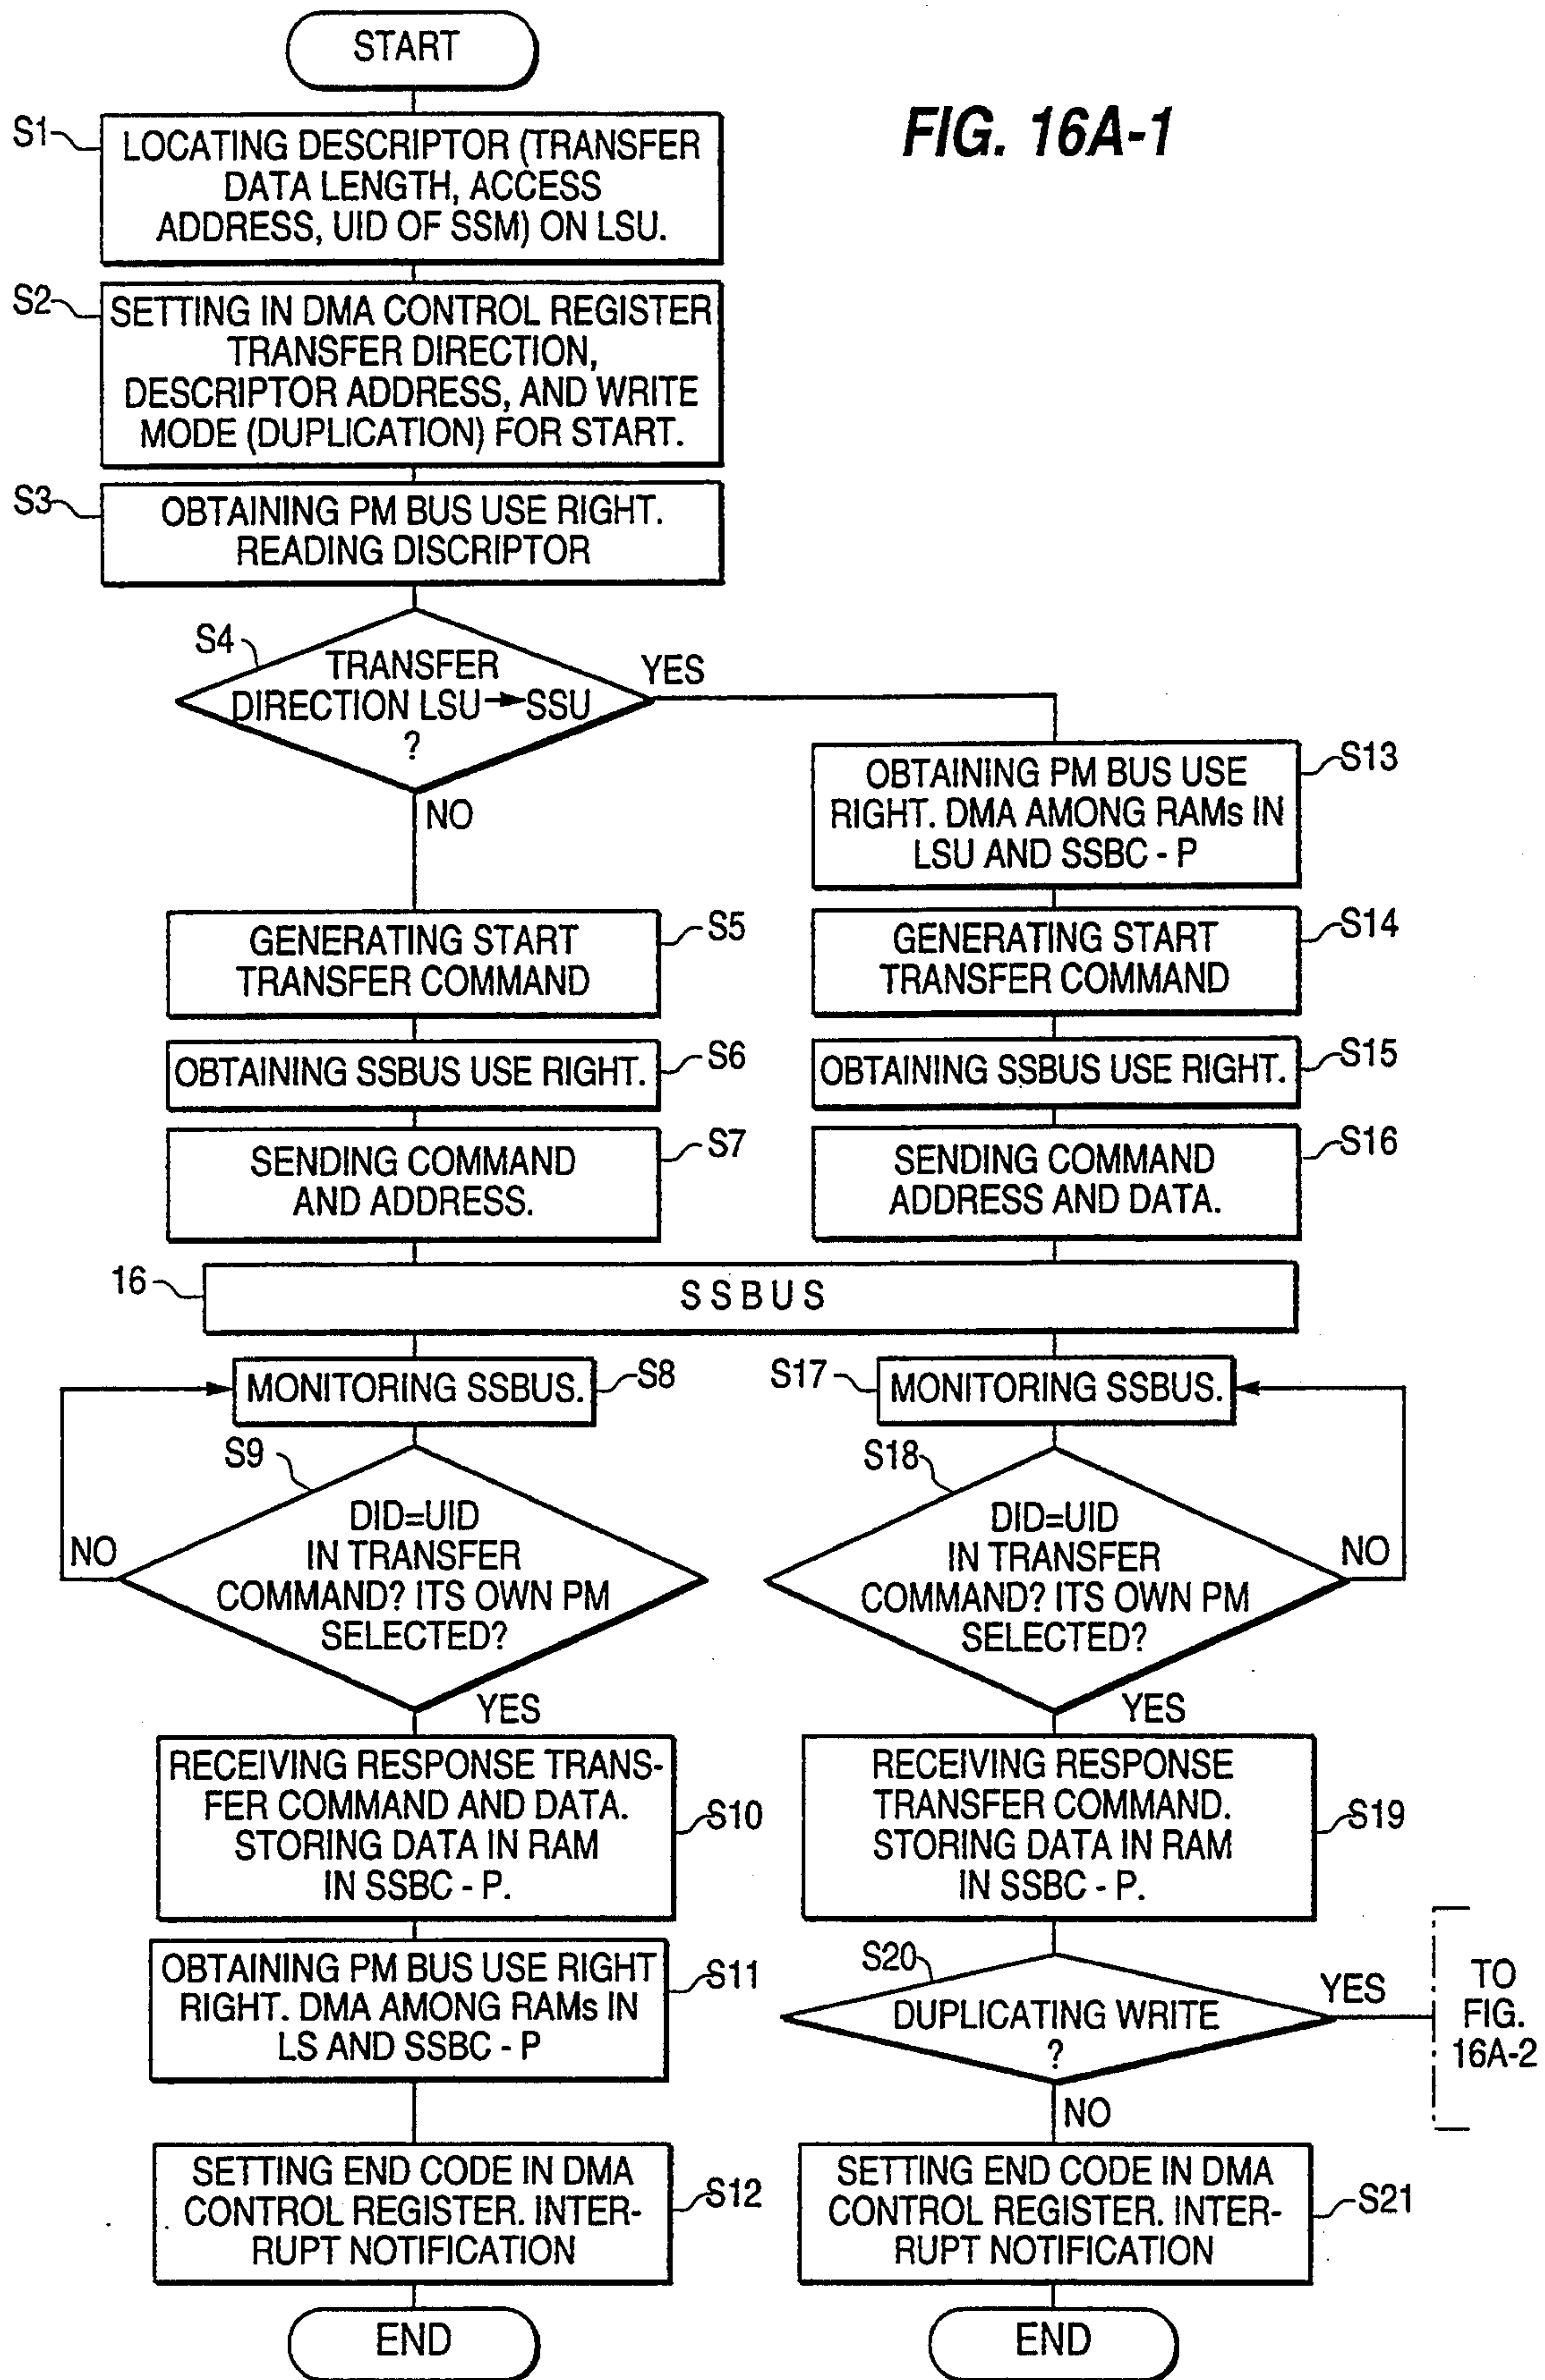 START
FIG. 16A-1
S1
LOCATING DESCRIPTOR (TRANSFER
DATA LENGTH, ACCESS
ADDRESS, UID OF SSM) ON LSU.
S2
SETTING IN DMA CONTROL REGISTER
TRANSFER DIRECTION,
DESCRIPTOR ADDRESS, AND WRITE
MODE (DUPLICATION) FOR START.
S3
OBTAINING PM BUS USE RIGHT.
READING DISCRIPTOR
S4
TRANSFER
DIRECTION LSU→SSU
?
YES
NO
S5
GENERATING START
TRANSFER COMMAND
S6
OBTAINING SSBUS USE RIGHT.
S7
SENDING COMMAND
AND ADDRESS.
S13
OBTAINING PM BUS USE
RIGHT. DMA AMONG RAMs IN
LSU AND SSBC - P
S14
GENERATING START
TRANSFER COMMAND
S15
OBTAINING SSBUS USE RIGHT.
S16
SENDING COMMAND
ADDRESS AND DATA.
16
SSBUS
MONITORING SSBUS.
S8
S9
DID=UID
IN TRANSFER
COMMAND? ITS OWN PM
SELECTED?
NO
YES
RECEIVING RESPONSE TRANS-
FER COMMAND AND DATA.
STORING DATA IN RAM
IN SSBC - P.
S10
OBTAINING PM BUS USE RIGHT
RIGHT. DMA AMONG RAMs IN
LS AND SSBC - P
S11
SETTING END CODE IN DMA
CONTROL REGISTER. INTER-
RUPT NOTIFICATION
S12
END
S17
MONITORING SSBUS.
S18
DID=UID
IN TRANSFER
COMMAND? ITS OWN PM
SELECTED?
NO
YES
RECEIVING RESPONSE
TRANSFER COMMAND.
STORING DATA IN RAM
IN SSBC - P.
S19
S20
DUPLICATING WRITE
?
YES
TO
FIG.
16A-2
NO
SETTING END CODE IN DMA
CONTROL REGISTER. INTER-
RUPT NOTIFICATION
S21
END